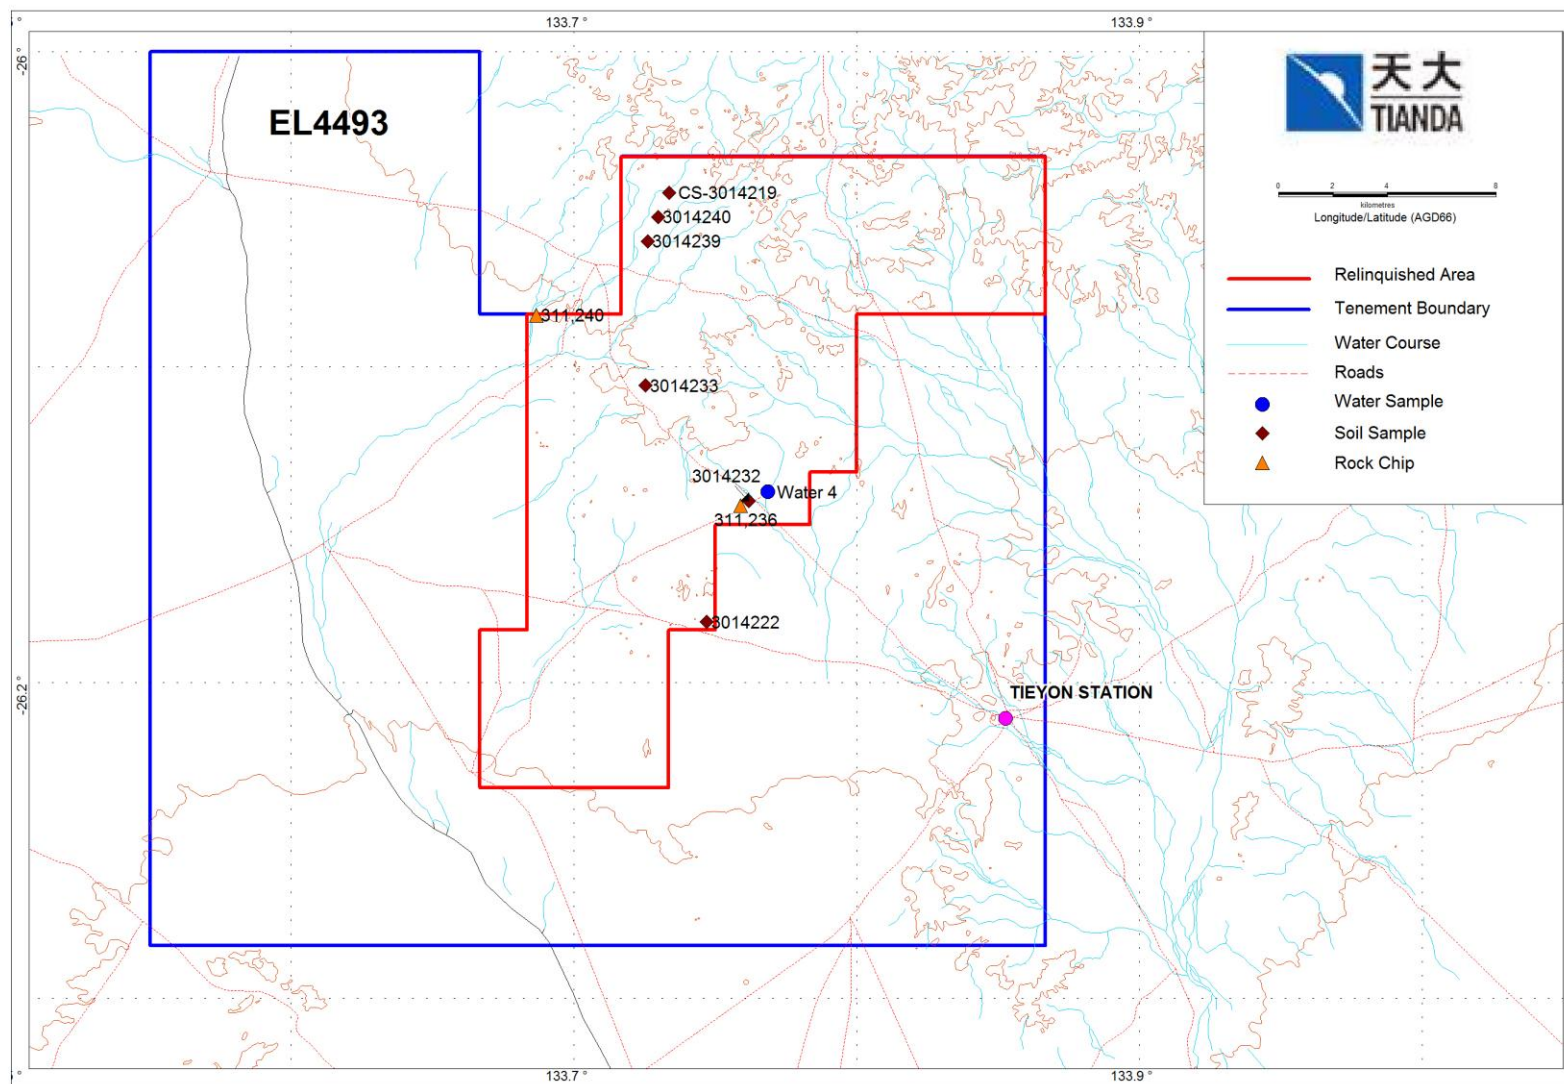 133.7 °
133.9 °
-26 °
EL4493
天大
TIANDA
0 2 4 8
kilometres
Longitude/Latitude (AGD66)
Relinquished Area
Tenement Boundary
Water Course
Roads
Water Sample
Soil Sample
Rock Chip
CS-3014219
3014240
3014239
311,240
3014233
3014232
Water 4
311,236
3014222
-26.2 °
TIEYON STATION
133.7 °
133.9 °